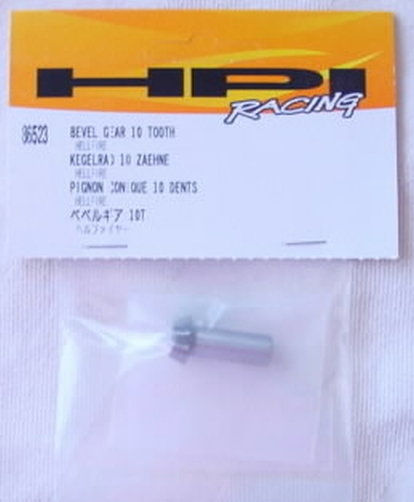 HPI
RACING
86523
BEVEL GEAR 10 TOOTH
HELLFIRE
KEGELRAD 10 ZAEHNE
HELLFIRE
PIGNON CONIQUE 10 DENTS
HELLFIRE
ベベルギア 10T
ヘルファイヤー